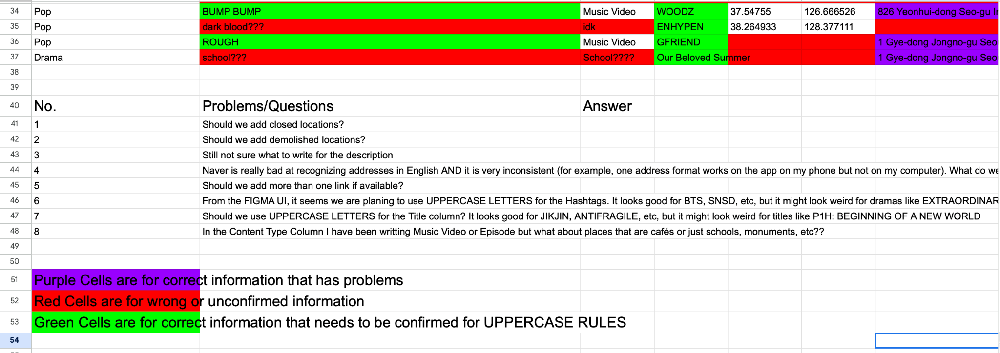 34 Pop BUMP BUMP Music Video WOODZ 37.54755 126.666526 826 Yeonhui-dong Seo-gu
35 Pop dark blood??? idk ENHYPEN 38.264933 128.377111
36 Pop ROUGH Music Video GFRIEND 1 Gye-dong Jongno-gu Seo
37 Drama school??? School???? Our Beloved Summer 1 Gye-dong Jongno-gu Seo
38
39
40 No. Problems/Questions Answer
41 1 Should we add closed locations?
42 2 Should we add demolished locations?
43 3 Still not sure what to write for the description
44 4 Naver is really bad at recognizing addresses in English AND it is very inconsistent (for example, one address format works on the app on my phone but not on my computer). What do we
45 5 Should we add more than one link if available?
46 6 From the FIGMA UI, it seems we are planing to use UPPERCASE LETTERS for the Hashtags. It looks good for BTS, SNSD, etc, but it might look weird for dramas like EXTRAORDINAR
47 7 Should we use UPPERCASE LETTERS for the Title column? It looks good for JIKJIN, ANTIFRAGILE, etc, but it might look weird for titles like P1H: BEGINNING OF A NEW WORLD
48 8 In the Content Type Column I have been writting Music Video or Episode but what about places that are cafés or just schools, monuments, etc??
49
50
51 Purple Cells are for correct information that has problems
52 Red Cells are for wrong or unconfirmed information
53 Green Cells are for correct information that needs to be confirmed for UPPERCASE RULES
54